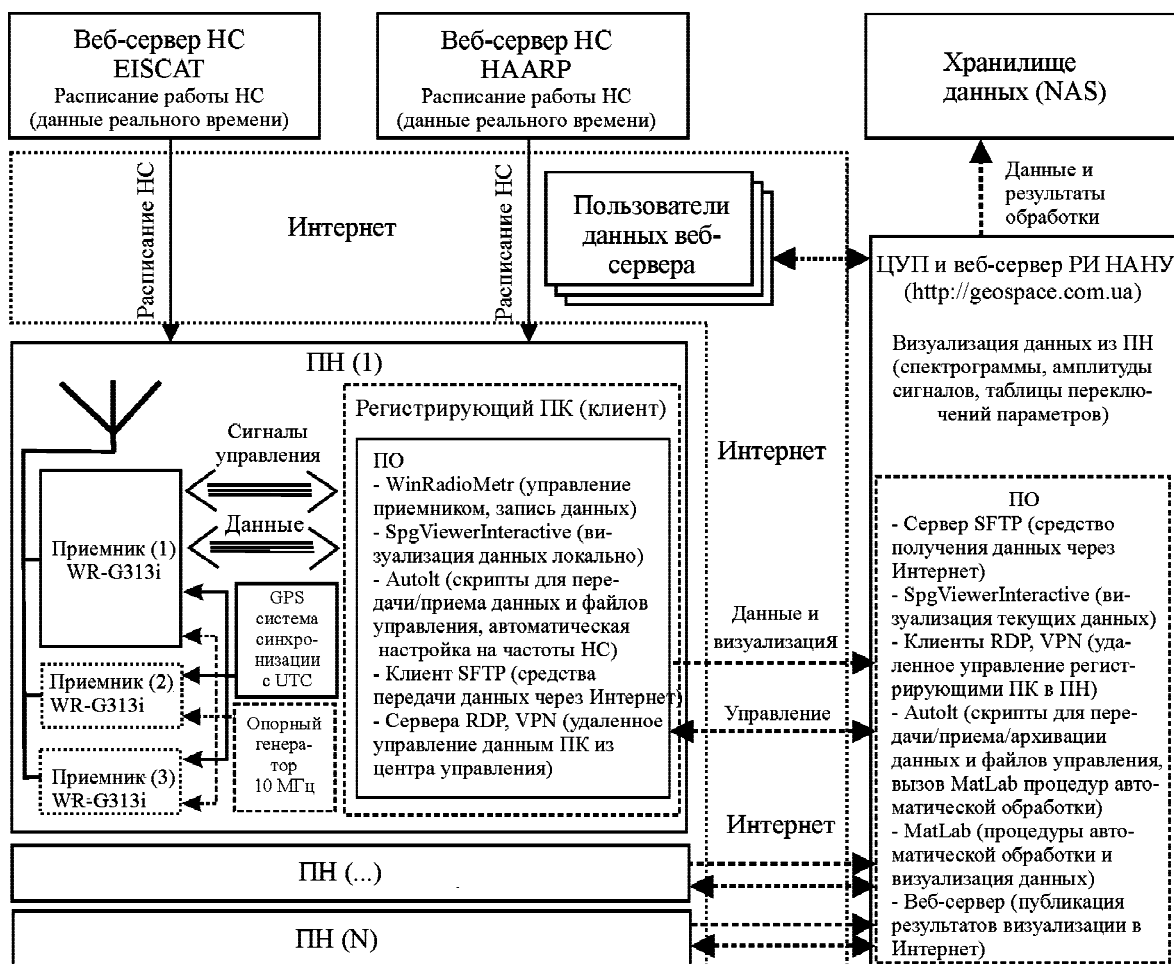 Веб-сервер НС
EISCAT
Расписание работы НС
(данные реального времени)
Веб-сервер НС
HAARP
Расписание работы НС
(данные реального времени)
Хранилище
данных (NAS)
Расписание НС
Расписание НС
Интернет
Пользователи
данных веб-
сервера
Данные и
результаты
обработки
ЦУП и веб-сервер РИ НАНУ
(http://geospace.com.ua)
Визуализация данных из ПН
(спектрограммы, амплитуды
сигналов, таблицы переклю-
чений параметров)
ПН (1)
Сигналы
управления
Данные
Приемник (1)
WR-G313i
Приемник (2)
WR-G313i
Приемник (3)
WR-G313i
GPS
система
синхро-
низации
с UTC
Опорный
генера-
тор
10 МГц
Регистрирующий ПК (клиент)
ПО
- WinRadioMetr (управление
приемником, запись данных)
- SpgViewerInteractive (ви-
зуализация данных локально)
- AutoIt (скрипты для пере-
дачи/приема данных и файлов
управления, автоматическая
настройка на частоты НС)
- Клиент SFTP (средства
передачи данных через Интернет)
- Сервера RDP, VPN (удаленное
управление данным ПК из
центра управления)
Интернет
Данные и
визуализация
Управление
Интернет
ПО
- Сервер SFTP (средство
получения данных через
Интернет)
- SpgViewerInteractive (ви-
зуализация текущих данных)
- Клиенты RDP, VPN (уда-
ленное управление регист-
рирующими ПК в ПН)
- AutoIt (скрипты для пере-
дачи/приема/архивации
данных и файлов управления,
вызов MatLab процедур авто-
матической обработки)
- MatLab (процедуры авто-
матической обработки и
визуализация данных)
- Веб-сервер (публикация
результатов визуализации в
Интернет)
ПН (...)
ПН (N)